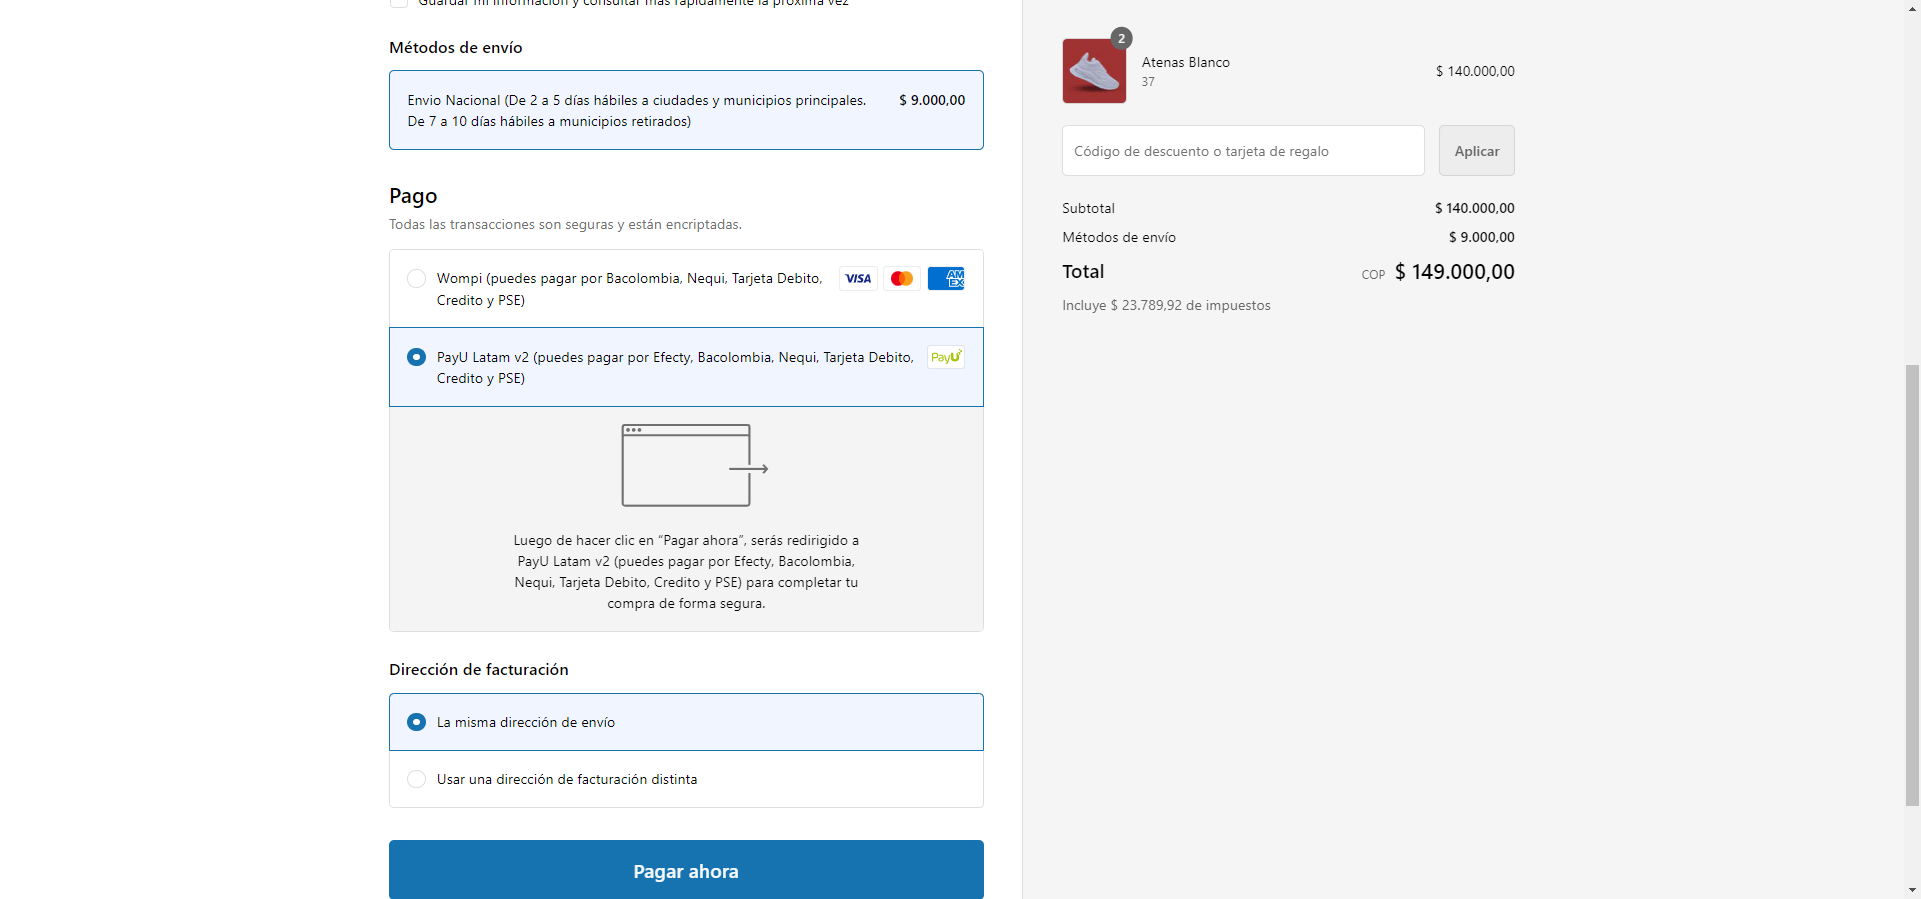 Guardar mi información y consultar más rápidamente la próxima vez
Métodos de envío
Envio Nacional (De 2 a 5 días hábiles a ciudades y municipios principales.
De 7 a 10 días hábiles a municipios retirados)
$ 9.000,00
Pago
Todas las transacciones son seguras y están encriptadas.
Wompi (puedes pagar por Bacolombia, Nequi, Tarjeta Debito,
Credito y PSE)
VISA
AM
EX
PayU Latam v2 (puedes pagar por Efecty, Bacolombia, Nequi, Tarjeta Debito,
Credito y PSE)
PayU
Luego de hacer clic en “Pagar ahora”, serás redirigido a
PayU Latam v2 (puedes pagar por Efecty, Bacolombia,
Nequi, Tarjeta Debito, Credito y PSE) para completar tu
compra de forma segura.
Dirección de facturación
La misma dirección de envío
Usar una dirección de facturación distinta
Pagar ahora
2
Atenas Blanco
37
$ 140.000,00
Código de descuento o tarjeta de regalo
Aplicar
Subtotal
$ 140.000,00
Métodos de envío
$ 9.000,00
Total
COP $ 149.000,00
Incluye $ 23.789,92 de impuestos